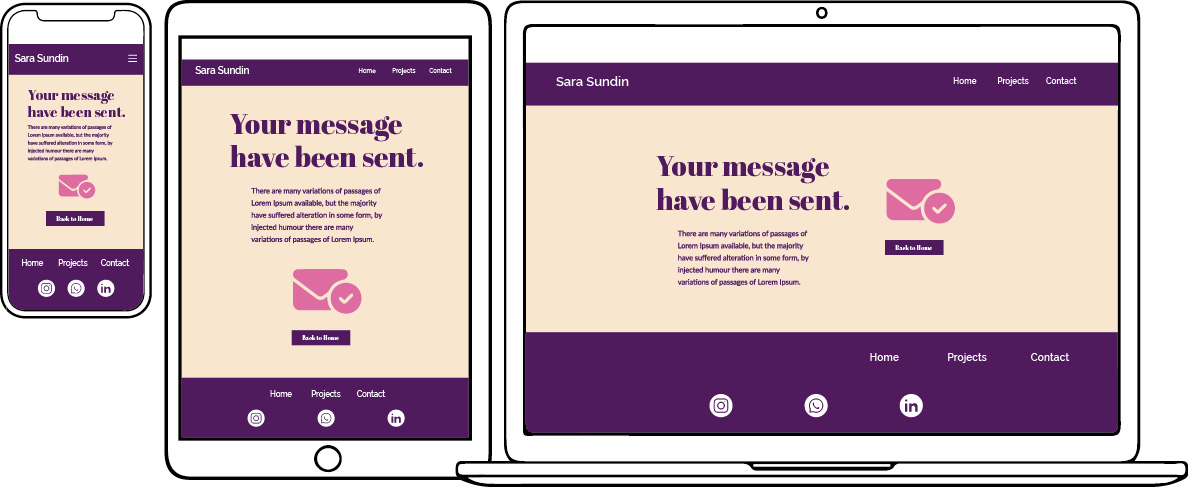 Sara Sundin
Your message
have been sent.
There are many variations of passages of
Lorem Ipsum available, but the majority
have suffered alteration in some form, by
injected humour there are many
variations of passages of Lorem Ipsum.
Back to Home
Home Projects Contact
Sara Sundin
Home Projects Contact
Your message
have been sent.
There are many variations of passages of
Lorem Ipsum available, but the majority
have suffered alteration in some form, by
injected humour there are many
variations of passages of Lorem Ipsum.
Back to Home
Home Projects Contact
in
Sara Sundin
Home Projects Contact
Your message
have been sent.
There are many variations of passages of
Lorem Ipsum available, but the majority
have suffered alteration in some form, by
injected humour there are many
variations of passages of Lorem Ipsum.
Back to Home
Home Projects Contact
in